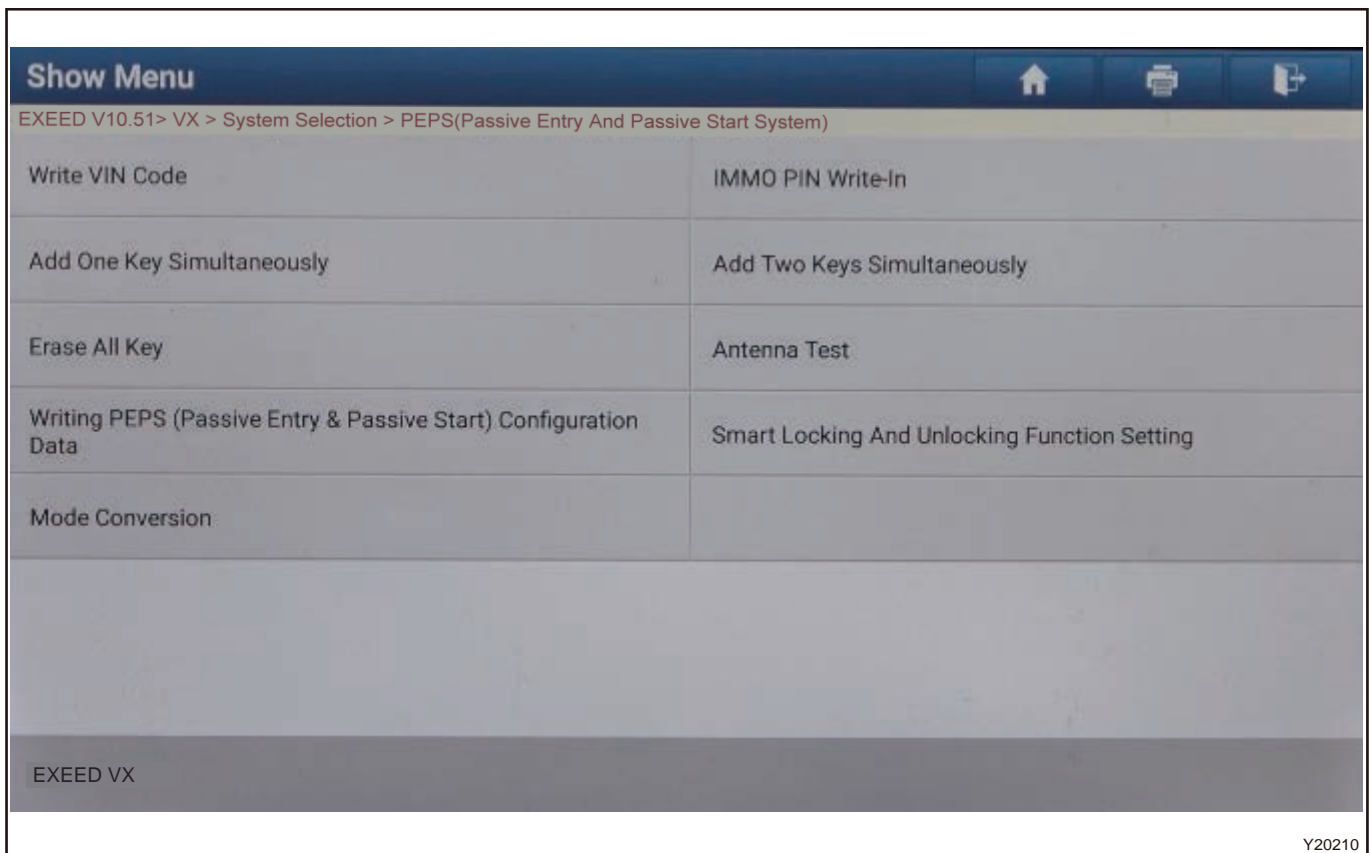 Show Menu
EXEED V10.51> VX > System Selection > PEPS(Passive Entry And Passive Start System)
Write VIN Code
IMMO PIN Write-In
Add One Key Simultaneously
Add Two Keys Simultaneously
Erase All Key
Antenna Test
Writing PEPS (Passive Entry & Passive Start) Configuration
Data
Smart Locking And Unlocking Function Setting
Mode Conversion
EXEED VX
Y20210